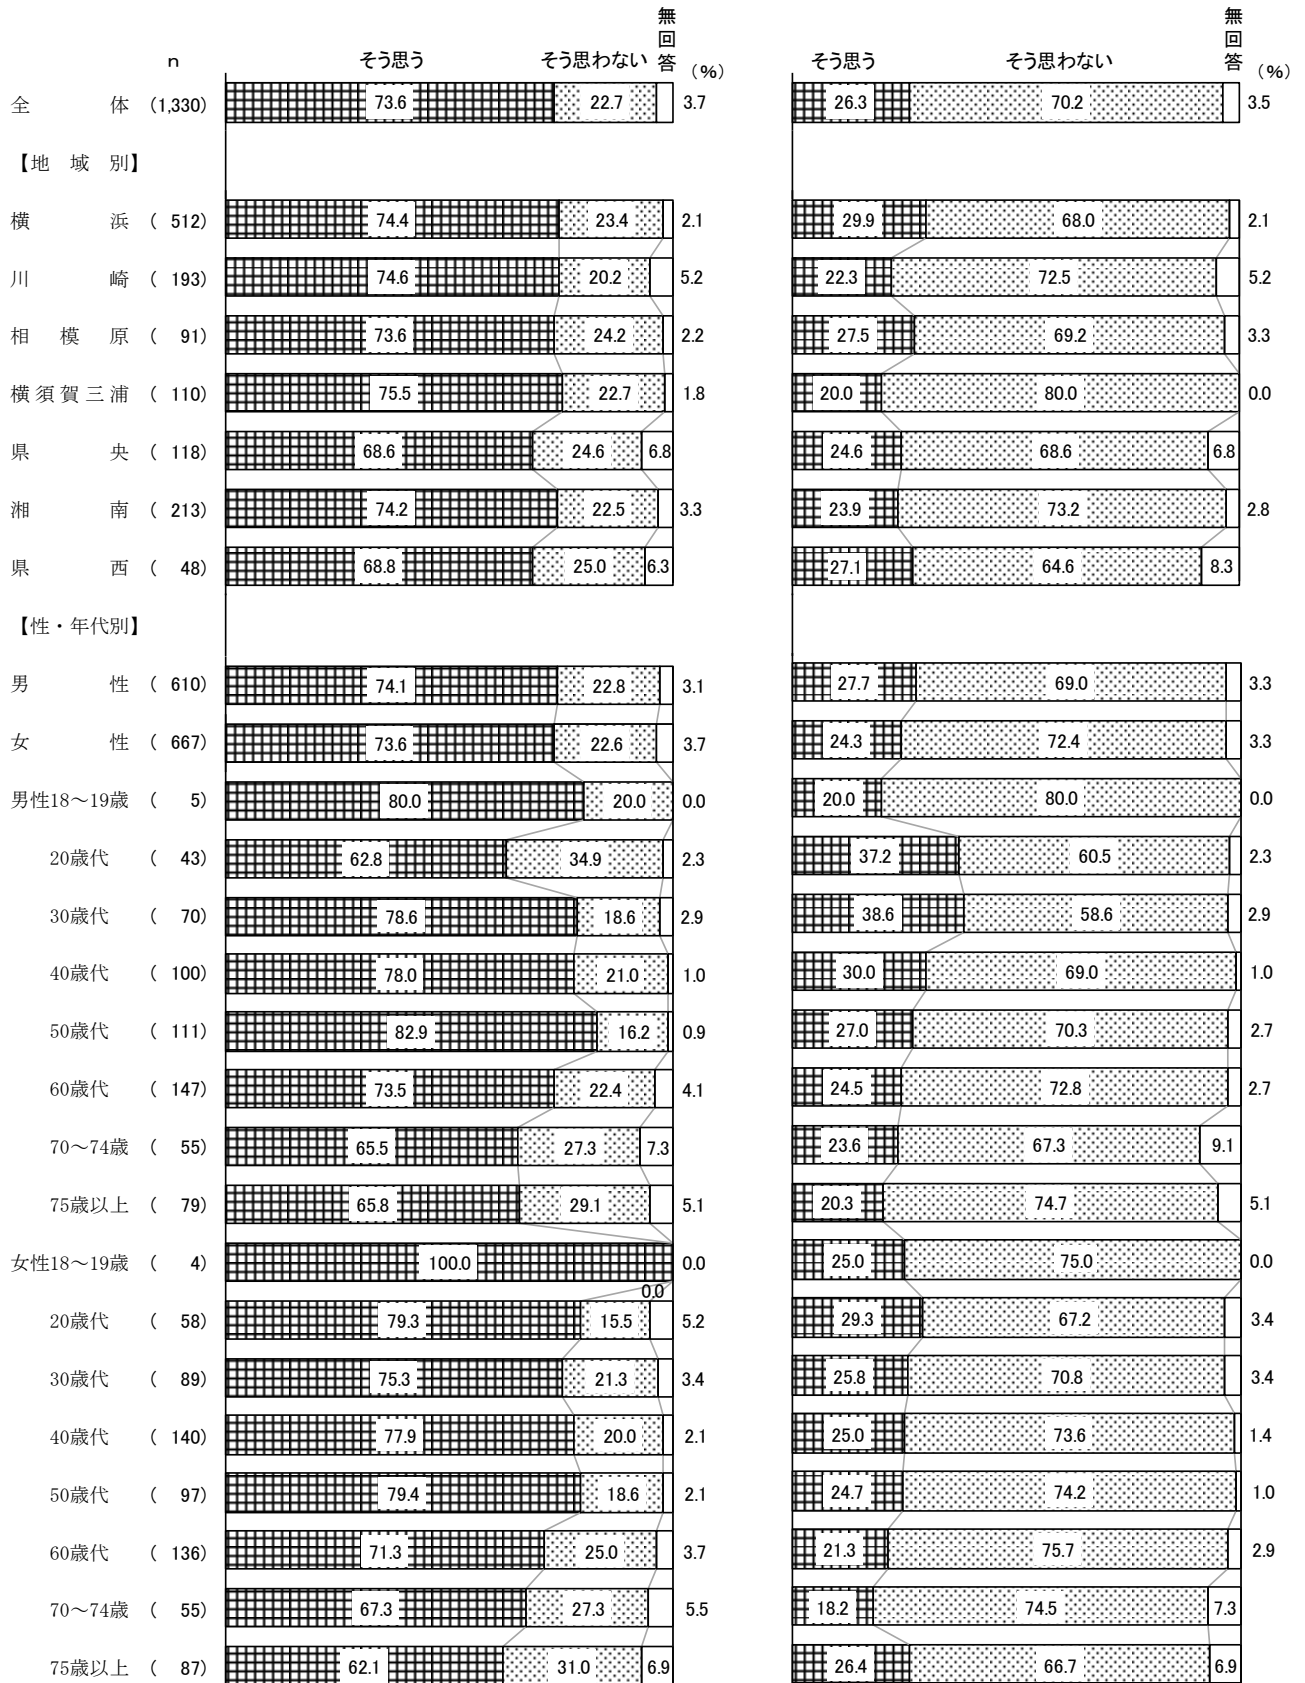 無回答 無回答
n そう思う そう思わない (%) そう思う そう思わない (%)
全体 (1,330) 73.6 22.7 3.7 26.3 70.2 3.5
【地域別】
横浜 ( 512) 74.4 23.4 2.1 29.9 68.0 2.1
川崎 ( 193) 74.6 20.2 5.2 22.3 72.5 5.2
相模原 ( 91) 73.6 24.2 2.2 27.5 69.2 3.3
横須賀三浦 ( 110) 75.5 22.7 1.8 20.0 80.0 0.0
県央 ( 118) 68.6 24.6 6.8 24.6 68.6 6.8
湘南 ( 213) 74.2 22.5 3.3 23.9 73.2 2.8
県西 ( 48) 68.8 25.0 6.3 27.1 64.6 8.3
【性・年代別】
男性 ( 610) 74.1 22.8 3.1 27.7 69.0 3.3
女性 ( 667) 73.6 22.6 3.7 24.3 72.4 3.3
男性18～19歳 ( 5) 80.0 20.0 0.0 20.0 80.0 0.0
20歳代 ( 43) 62.8 34.9 2.3 37.2 60.5 2.3
30歳代 ( 70) 78.6 18.6 2.9 38.6 58.6 2.9
40歳代 ( 100) 78.0 21.0 1.0 30.0 69.0 1.0
50歳代 ( 111) 82.9 16.2 0.9 27.0 70.3 2.7
60歳代 ( 147) 73.5 22.4 4.1 24.5 72.8 2.7
70～74歳 ( 55) 65.5 27.3 7.3 23.6 67.3 9.1
75歳以上 ( 79) 65.8 29.1 5.1 20.3 74.7 5.1
女性18～19歳 ( 4) 100.0 0.0 25.0 75.0 0.0
0.0
20歳代 ( 58) 79.3 15.5 5.2 29.3 67.2 3.4
30歳代 ( 89) 75.3 21.3 3.4 25.8 70.8 3.4
40歳代 ( 140) 77.9 20.0 2.1 25.0 73.6 1.4
50歳代 ( 97) 79.4 18.6 2.1 24.7 74.2 1.0
60歳代 ( 136) 71.3 25.0 3.7 21.3 75.7 2.9
70～74歳 ( 55) 67.3 27.3 5.5 18.2 74.5 7.3
75歳以上 ( 87) 62.1 31.0 6.9 26.4 66.7 6.9